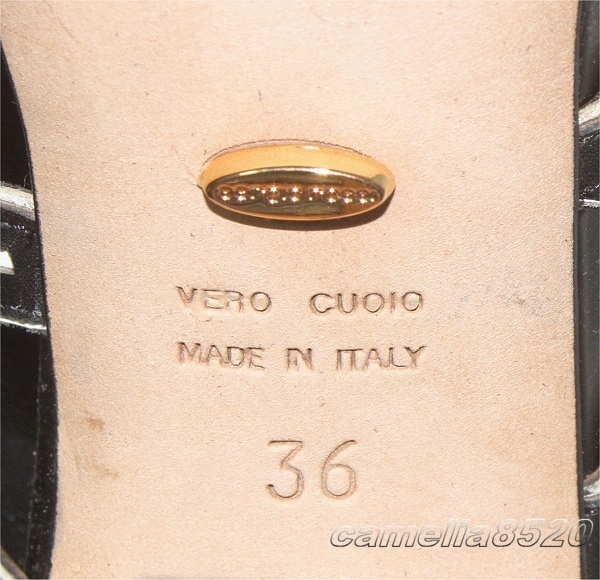 VERO CUOIO
MADE IN ITALY
36
camellia8520